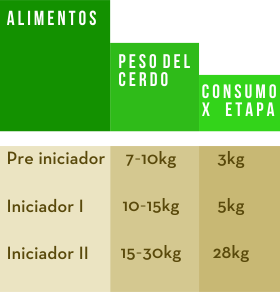 ALIMENTOS
PESO DEL
CERDO
CONSUMO
X ETAPA
Pre iniciador 7-10kg 3kg
Iniciador I 10-15kg 5kg
Iniciador II 15-30kg 28kg